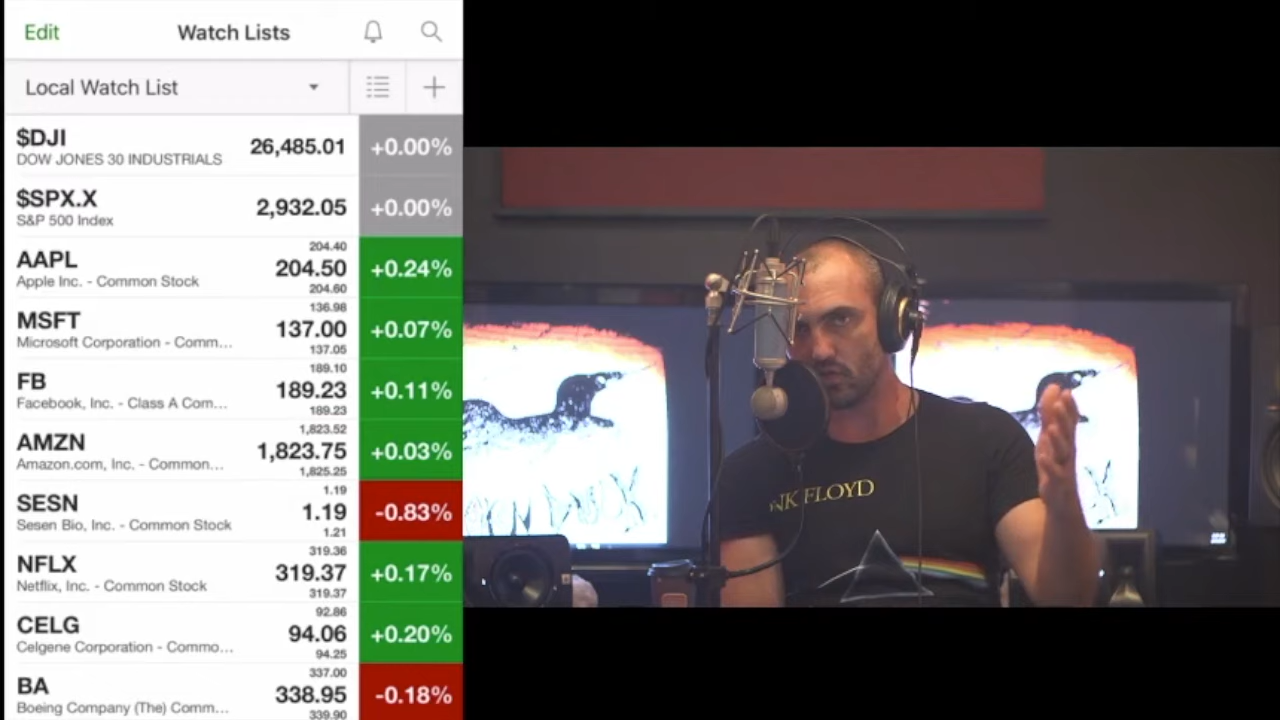 Edit
Watch Lists
Local Watch List
$DJI
DOW JONES 30 INDUSTRIALS
26,485.01
+0.00%
$SPX.X
S&P 500 Index
2,932.05
+0.00%
AAPL
Apple Inc. - Common Stock
204.40
204.50
204.60
+0.24%
MSFT
Microsoft Corporation - Comm...
136.98
137.00
137.05
+0.07%
FB
Facebook, Inc. - Class A Com...
189.10
189.23
189.23
+0.11%
AMZN
Amazon.com, Inc. - Common...
1,823.52
1,823.75
1,825.25
+0.03%
SESN
Sesen Bio, Inc. - Common Stock
1.19
1.19
1.21
-0.83%
NFLX
Netflix, Inc. - Common Stock
319.36
319.37
319.37
+0.17%
CELG
Celgene Corporation - Commo...
92.86
94.06
94.25
+0.20%
BA
Boeing Company (The) Comm...
337.00
338.95
339.90
-0.18%
NK FLOYD